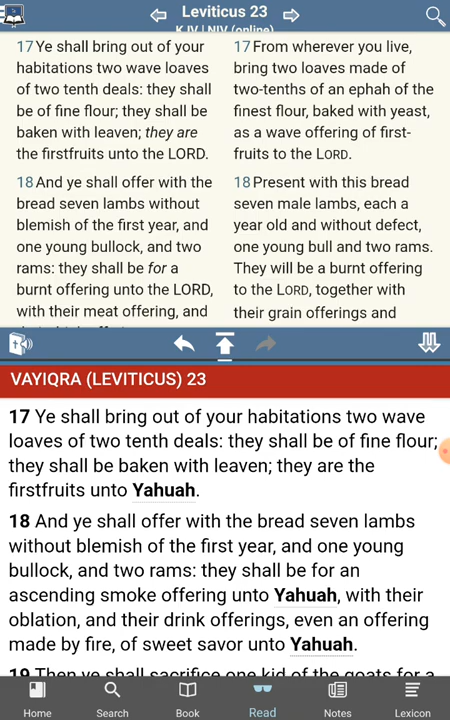 Leviticus 23
KJV | NIV (online)
17 Ye shall bring out of your
habitations two wave loaves
of two tenth deals: they shall
be of fine flour; they shall be
baken with leaven; they are
the firstfruits unto the LORD.
18 And ye shall offer with the
bread seven lambs without
blemish of the first year, and
one young bullock, and two
rams: they shall be for a
burnt offering unto the LORD,
with their meat offering, and
17 From wherever you live,
bring two loaves made of
two-tenths of an ephah of the
finest flour, baked with yeast,
as a wave offering of first-
fruits to the LORD.
18 Present with this bread
seven male lambs, each a
year old and without defect,
one young bull and two rams.
They will be a burnt offering
to the LORD, together with
their grain offerings and
VAYIQRA (LEVITICUS) 23
17 Ye shall bring out of your habitations two wave
loaves of two tenth deals: they shall be of fine flour;
they shall be baken with leaven; they are the
firstfruits unto Yahuah.
18 And ye shall offer with the bread seven lambs
without blemish of the first year, and one young
bullock, and two rams: they shall be for an
ascending smoke offering unto Yahuah, with their
oblation, and their drink offerings, even an offering
made by fire, of sweet savor unto Yahuah.
19 Then ye shall sacrifice one kid of the goats for a
Home
Search
Book
Read
Notes
Lexicon